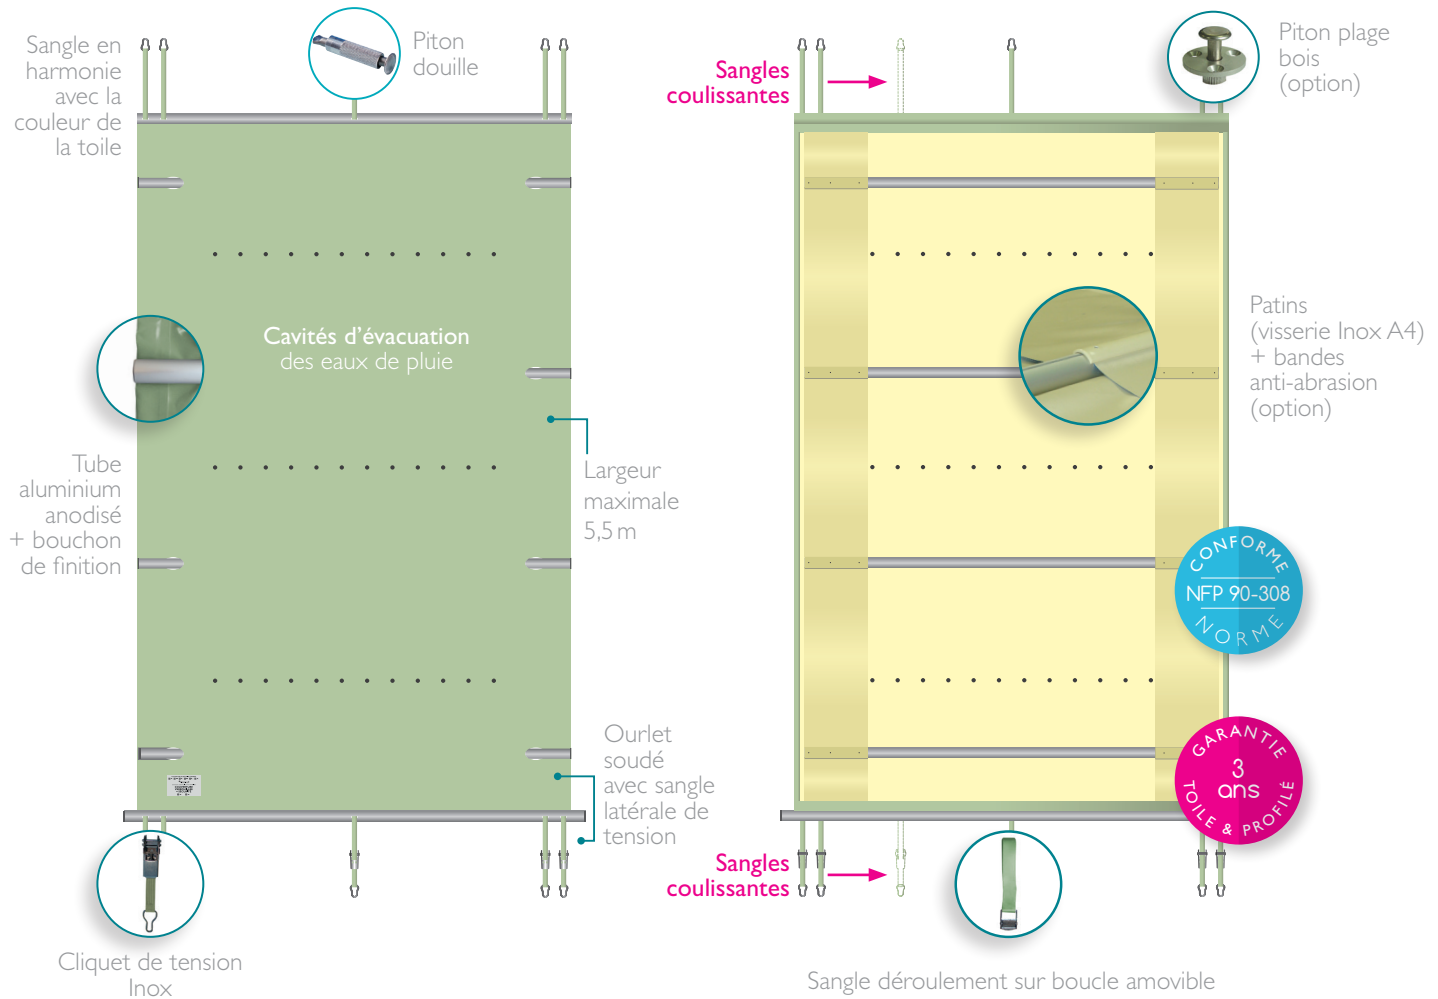 Sangle en
harmonie
avec la
couleur de
la toile
Piton
douille
Cavités d'évacuation
des eaux de pluie
Tube
aluminium
anodisé
+ bouchon
de finition
Largeur
maximale
5,5 m
Ourlet
soudé
avec sangle
latérale de
tension
Cliquet de tension
Inox
Sangles
coulissantes
Piton plage
bois
(option)
Patins
(visserie Inox A4)
+ bandes
anti-abrasion
(option)
CONFORME
NFP 90-308
NORME
GARANTIE
3
ans
TOILE & PROFILÉ
Sangles
coulissantes
Sangle déroulement sur boucle amovible